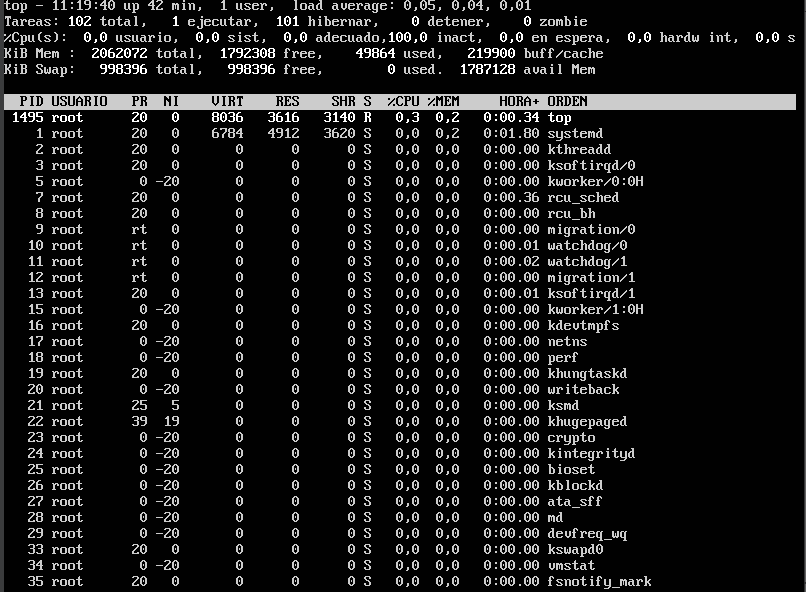 top - 11:19:40 up 42 min,  1 user,  load average: 0,05, 0,04, 0,01
Tareas: 102 total,   1 ejecutar, 101 hibernar,   0 detener,   0 zombie
%Cpu(s):  0,0 usuario,  0,0 sist,  0,0 adecuado,100,0 inact,  0,0 en espera,  0,0 hardw int,  0,0 s
KiB Mem :  2062072 total,  1792308 free,    49864 used,   219900 buff/cache
KiB Swap:   998396 total,   998396 free,        0 used.  1787128 avail Mem
PID USUARIO PR NI VIRT RES SHR S %CPU %MEM HORA+ ORDEN
1495 root 20 0 8036 3616 3140 R 0,3 0,2 0:00.34 top
1 root 20 0 6784 4912 3620 S 0,0 0,2 0:01.80 systemd
2 root 20 0 0 0 0 S 0,0 0,0 0:00.00 kthreadd
3 root 20 0 0 0 0 S 0,0 0,0 0:00.00 ksoftirqd/0
5 root 0 -20 0 0 0 S 0,0 0,0 0:00.00 kworker/0:0H
7 root 20 0 0 0 0 S 0,0 0,0 0:00.36 rcu_sched
8 root 20 0 0 0 0 S 0,0 0,0 0:00.00 rcu_bh
9 root rt 0 0 0 0 S 0,0 0,0 0:00.00 migration/0
10 root rt 0 0 0 0 S 0,0 0,0 0:00.01 watchdog/0
11 root rt 0 0 0 0 S 0,0 0,0 0:00.02 watchdog/1
12 root rt 0 0 0 0 S 0,0 0,0 0:00.00 migration/1
13 root 20 0 0 0 0 S 0,0 0,0 0:00.01 ksoftirqd/1
15 root 0 -20 0 0 0 S 0,0 0,0 0:00.00 kworker/1:0H
16 root 20 0 0 0 0 S 0,0 0,0 0:00.00 kdevtmpfs
17 root 0 -20 0 0 0 S 0,0 0,0 0:00.00 netns
18 root 0 -20 0 0 0 S 0,0 0,0 0:00.00 perf
19 root 20 0 0 0 0 S 0,0 0,0 0:00.00 khungtaskd
20 root 0 -20 0 0 0 S 0,0 0,0 0:00.00 writeback
21 root 25 5 0 0 0 S 0,0 0,0 0:00.00 ksmd
22 root 39 19 0 0 0 S 0,0 0,0 0:00.00 khugepaged
23 root 0 -20 0 0 0 S 0,0 0,0 0:00.00 crypto
24 root 0 -20 0 0 0 S 0,0 0,0 0:00.00 kintegrityd
25 root 0 -20 0 0 0 S 0,0 0,0 0:00.00 bioset
26 root 0 -20 0 0 0 S 0,0 0,0 0:00.00 kblockd
27 root 0 -20 0 0 0 S 0,0 0,0 0:00.00 ata_sff
28 root 0 -20 0 0 0 S 0,0 0,0 0:00.00 md
29 root 0 -20 0 0 0 S 0,0 0,0 0:00.00 devfreq_wq
33 root 20 0 0 0 0 S 0,0 0,0 0:00.00 kswapd0
34 root 0 -20 0 0 0 S 0,0 0,0 0:00.00 vmstat
35 root 20 0 0 0 0 S 0,0 0,0 0:00.00 fsnotify_mark